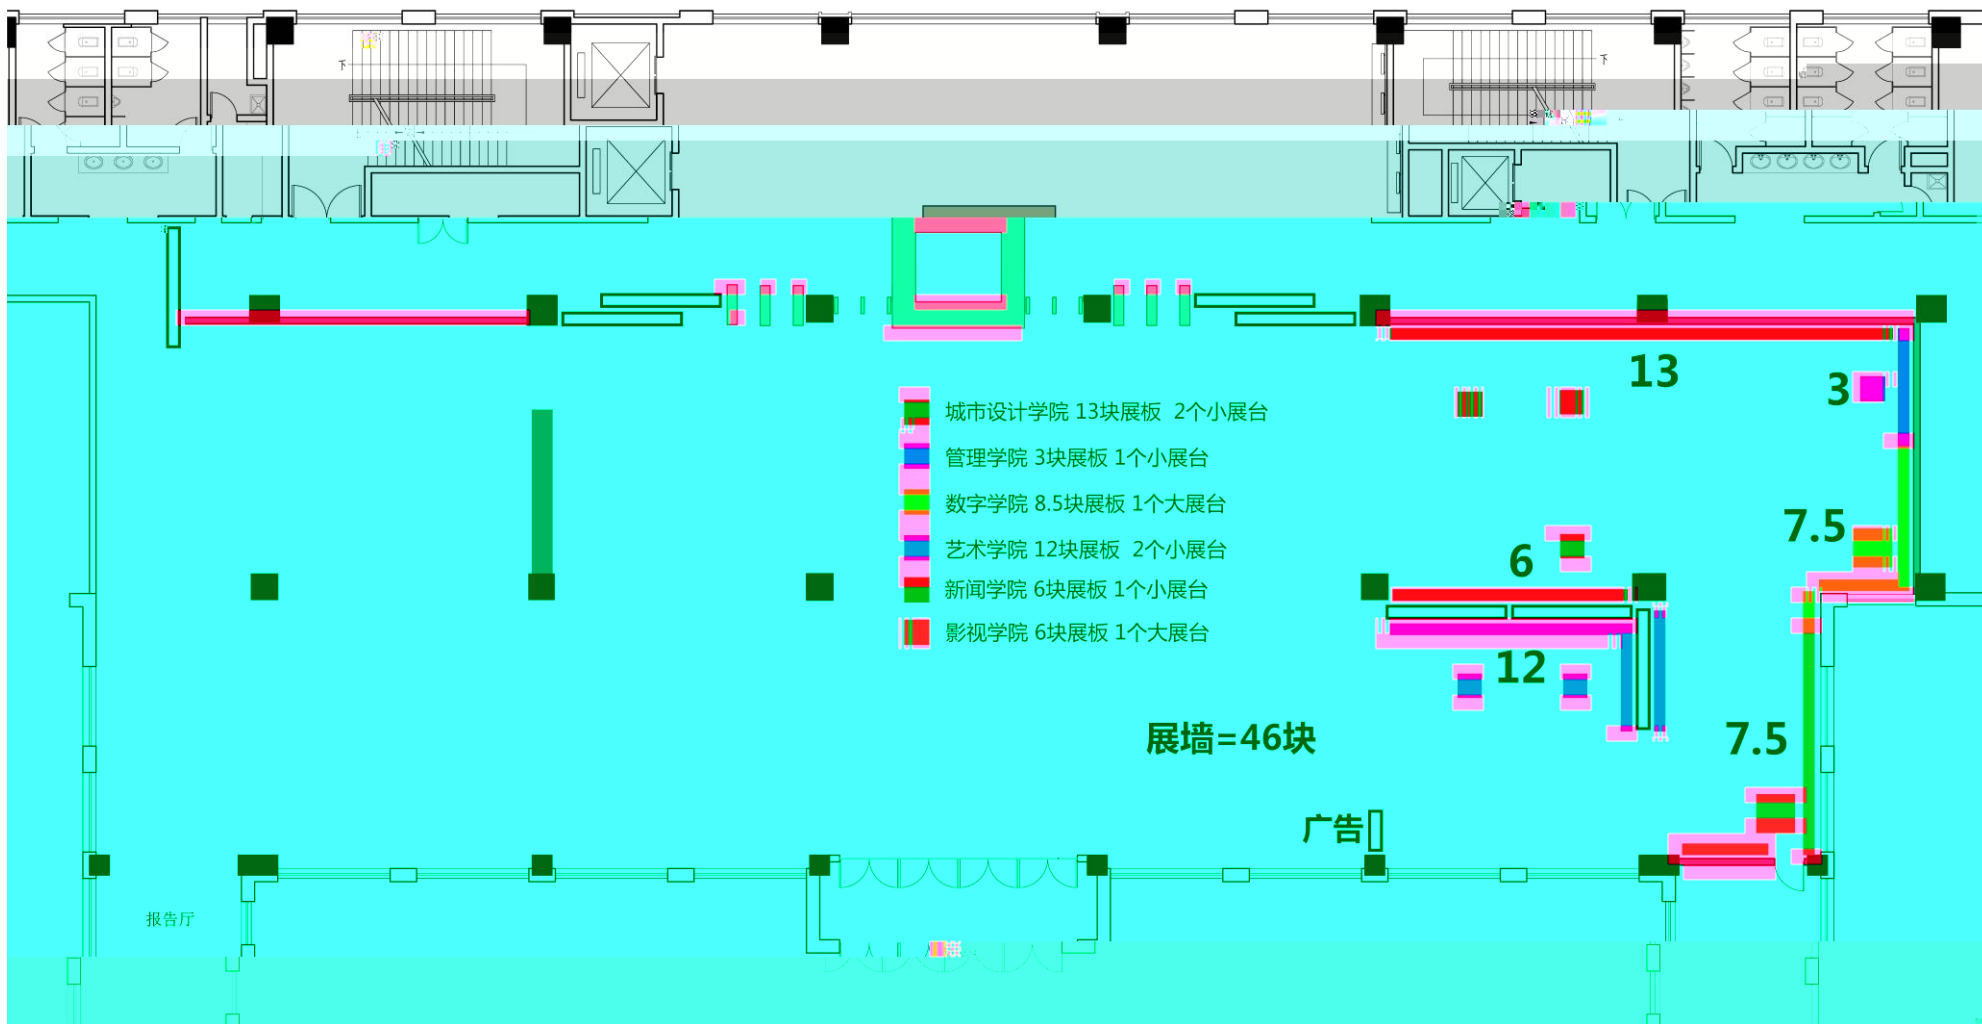 下
下
13
3
城市设计学院 13块展板 2个小展台
管理学院 3块展板 1个小展台
数字学院 8.5块展板 1个大展台
艺术学院 12块展板 2个小展台
新闻学院 6块展板 1个小展台
影视学院 6块展板 1个大展台
7.5
6
12
展墙=46块
7.5
广告
报告厅